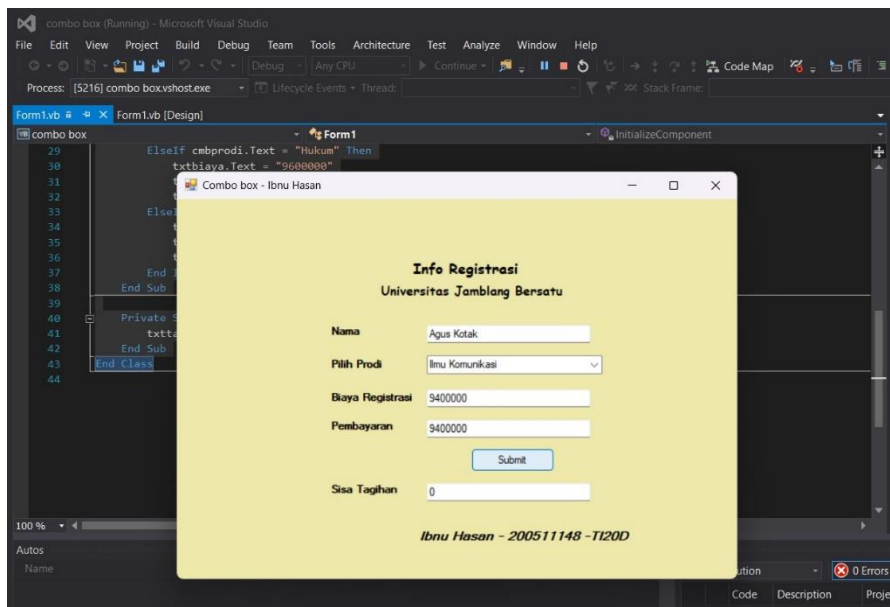 combo box (Running) - Microsoft Visual Studio
File Edit View Project Build Debug Team Tools Architecture Test Analyze Window Help
Debug Any CPU Continue Code Map
Process: [5216] combo box.vshost.exe Lifecycle Events Thread: Stack Frame:
Form1.vb Form1.vb [Design]
VB combo box Form1 InitializeComponent
29 ElseIf cmbprodi.Text = "Hukum" Then
30 txtbiaya.Text = "9600000"
31 t
32 t
33 ElseI
34 t
35 t
36 t
37 End I
38 End Sub
39
40 Private S
41 txtta
42 End Sub
43 End Class
44
Combo box - Ibnu Hasan
Info Registrasi
Universitas Jamblang Bersatu
Nama Agus Kotak
Pilih Prodi Ilmu Komunikasi
Biaya Registrasi 9400000
Pembayaran 9400000
Submit
Sisa Tagihan 0
Ibnu Hasan - 200511148 -TI20D
100 %
Autos
Name
ution 0 Errors
Code Description Proje